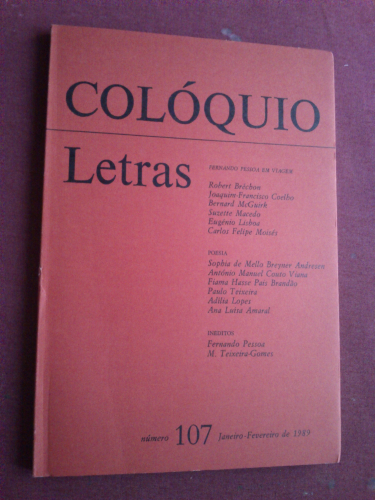 COLÓQUIO
Letras
FERNANDO PESSOA EM VIAGEM
Robert Bréchon
Joaquim-Francisco Coelho
Bernard McGuirk
Suzette Macedo
Eugénio Lisboa
Carlos Felipe Moisés
POESIA
Sophia de Mello Breyner Andresen
António Manuel Couto Viana
Fiama Hasse Pais Brandão
Paulo Teixeira
Adília Lopes
Ana Luísa Amaral
INÉDITOS
Fernando Pessoa
M. Teixeira-Gomes
número 107 Janeiro-Fevereiro de 1989